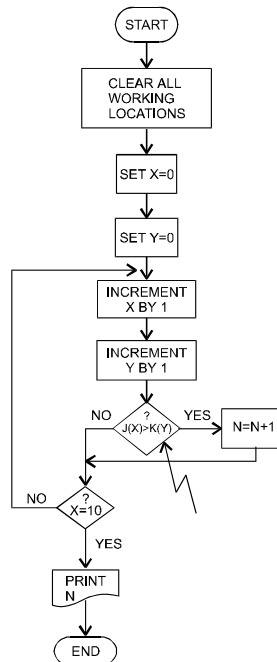 START
CLEAR ALL
WORKING
LOCATIONS
SET X=0
SET Y=0
INCREMENT
X BY 1
INCREMENT
Y BY 1
NO
?
J(X)>K(Y)
YES
N=N+1
NO
?
X=10
YES
PRINT
N
END